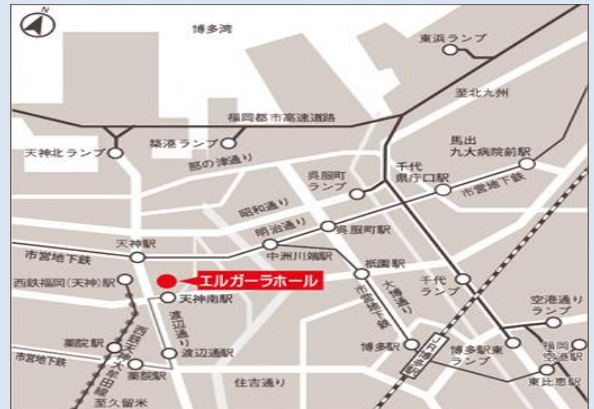 N
博多湾
東浜ランプ
至北九州
福岡都市高速道路
築港ランプ
天神北ランプ
那の津通り
馬出
九大病院前駅
呉服町
ランプ
千代
県庁口駅
市営地下鉄
昭和通り
明治通り
呉服町駅
天神駅
市営地下鉄
中洲川端駅
祇園駅
大博通り
西鉄福岡(天神)駅
エルガーラホール
天神南駅
市営地下鉄
千代
ランプ
空港通り
ランプ
渡辺通り
西鉄天神大牟田線
薬院駅
渡辺通駅
博多駅
JR博多駅
博多駅東
ランプ
福岡
空港駅
市営地下鉄
薬院駅
住吉通り
東比恵駅
至久留米